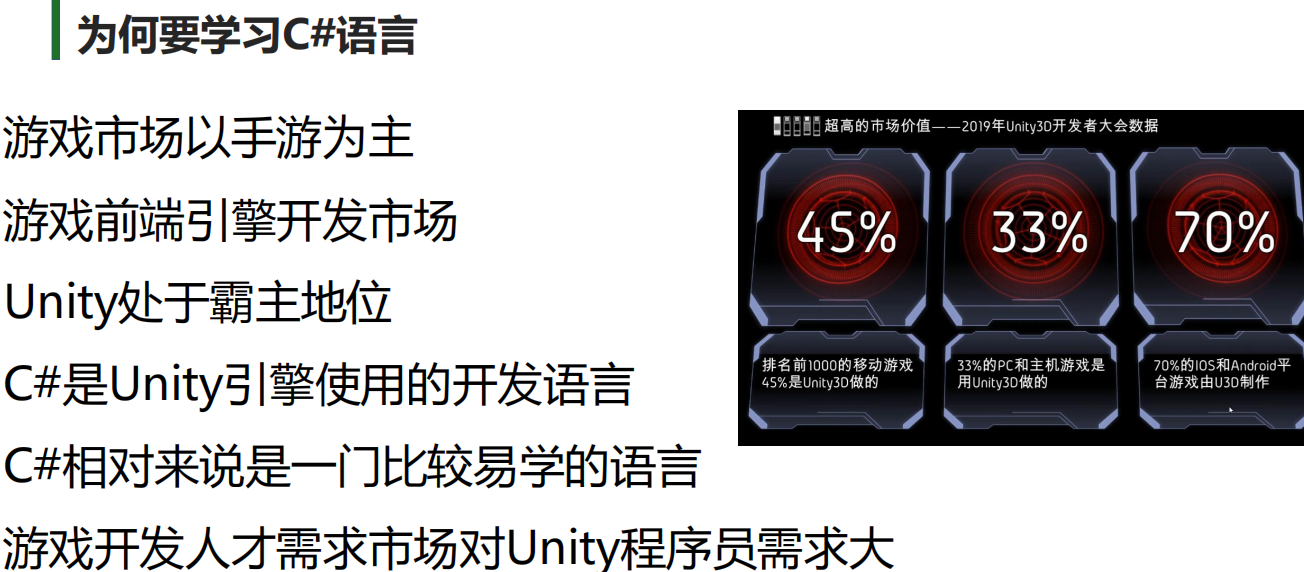 为何要学习C#语言
游戏市场以手游为主
游戏前端引擎开发市场
Unity处于霸主地位
C#是Unity引擎使用的开发语言
C#相对来说是一门比较易学的语言
游戏开发人才需求市场对Unity程序员需求大
超高的市场价值——2019年Unity3D开发者大会数据
45%
33%
70%
排名前1000的移动游戏
45%是Unity3D做的
33%的PC和主机游戏是
用Unity3D做的
70%的IOS和Android平
台游戏由U3D制作